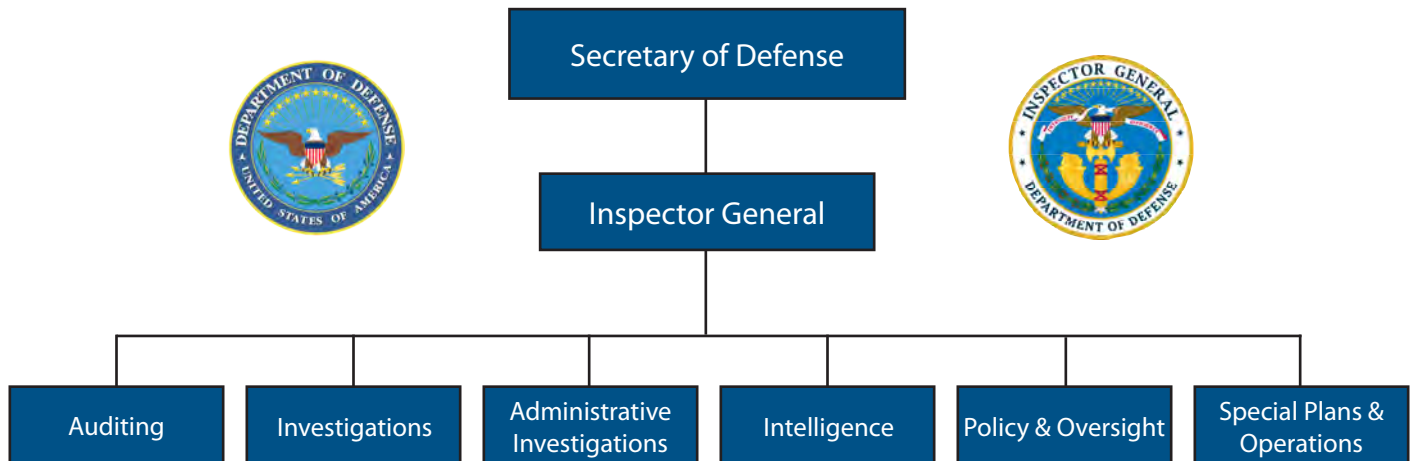 Secretary of Defense
DEPARTMENT OF DEFENSE
UNITED STATES OF AMERICA
INSPECTOR GENERAL
DEPARTMENT OF DEFENSE
Inspector General
Auditing
Investigations
Administrative
Investigations
Intelligence
Policy & Oversight
Special Plans &
Operations